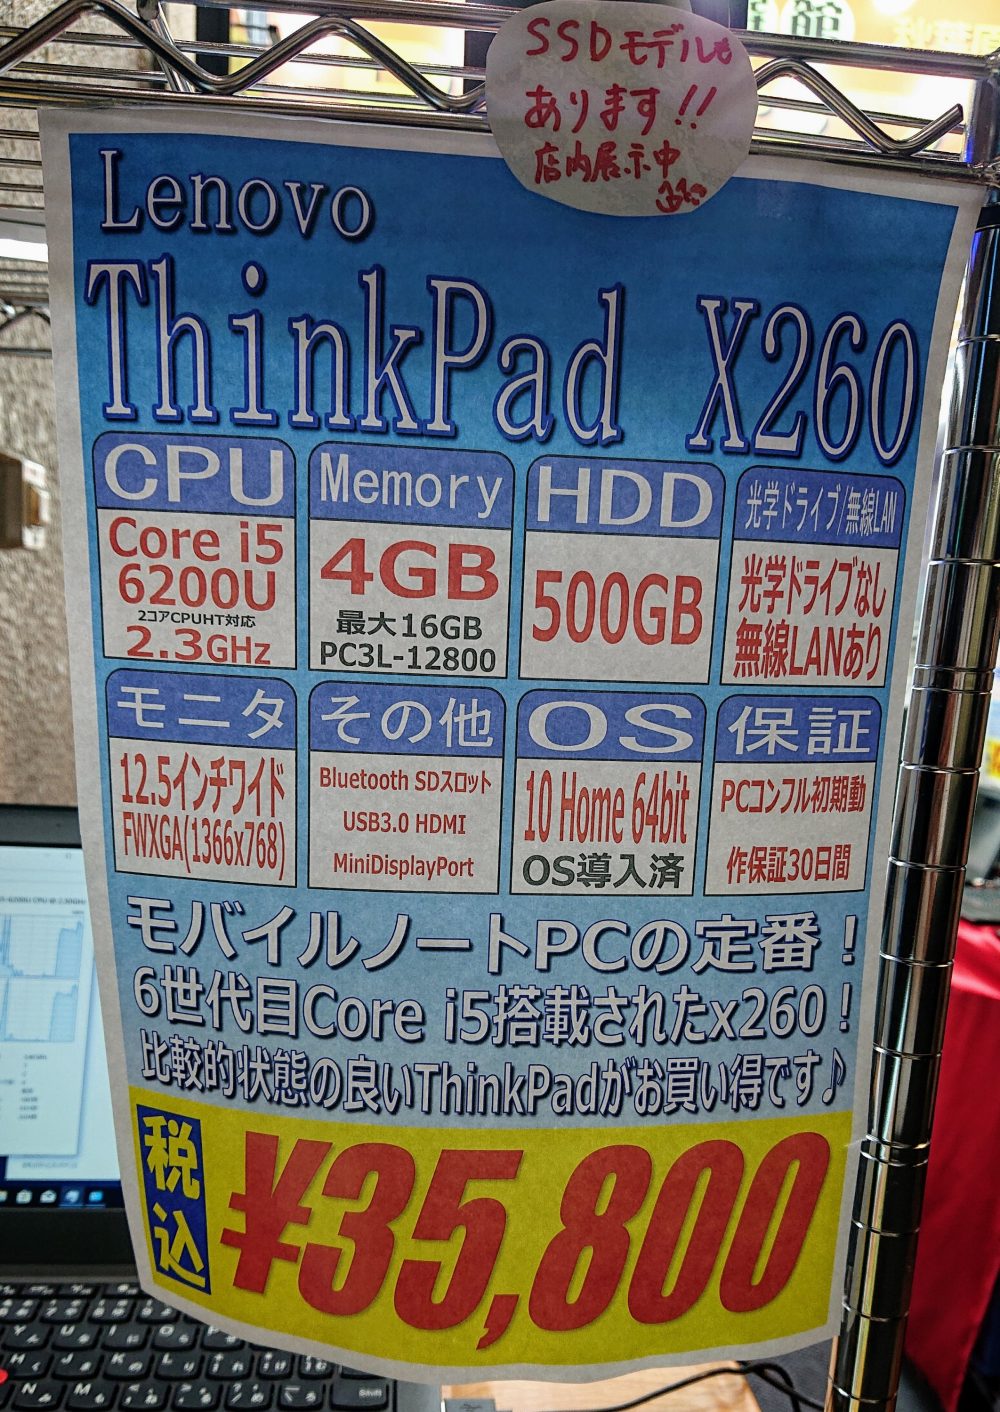 SSDモデルも
あります!!
店内展示中
Lenovo
ThinkPad X260
CPU
Core i5
6200U
2コアCPUHT対応
2.3GHz
Memory
4GB
最大16GB
PC3L-12800
HDD
500GB
光学ドライブ/無線LAN
光学ドライブなし
無線LANあり
モニタ
12.5インチワイド
FWXGA(1366x768)
その他
Bluetooth SDスロット
USB3.0 HDMI
MiniDisplayPort
OS
10 Home 64bit
OS導入済
保証
PCコンフル初期動
作保証30日間
モバイルノートPCの定番！
6世代目Core i5搭載されたx260！
比較的状態の良いThinkPadがお買い得です♪
税込
¥35,800